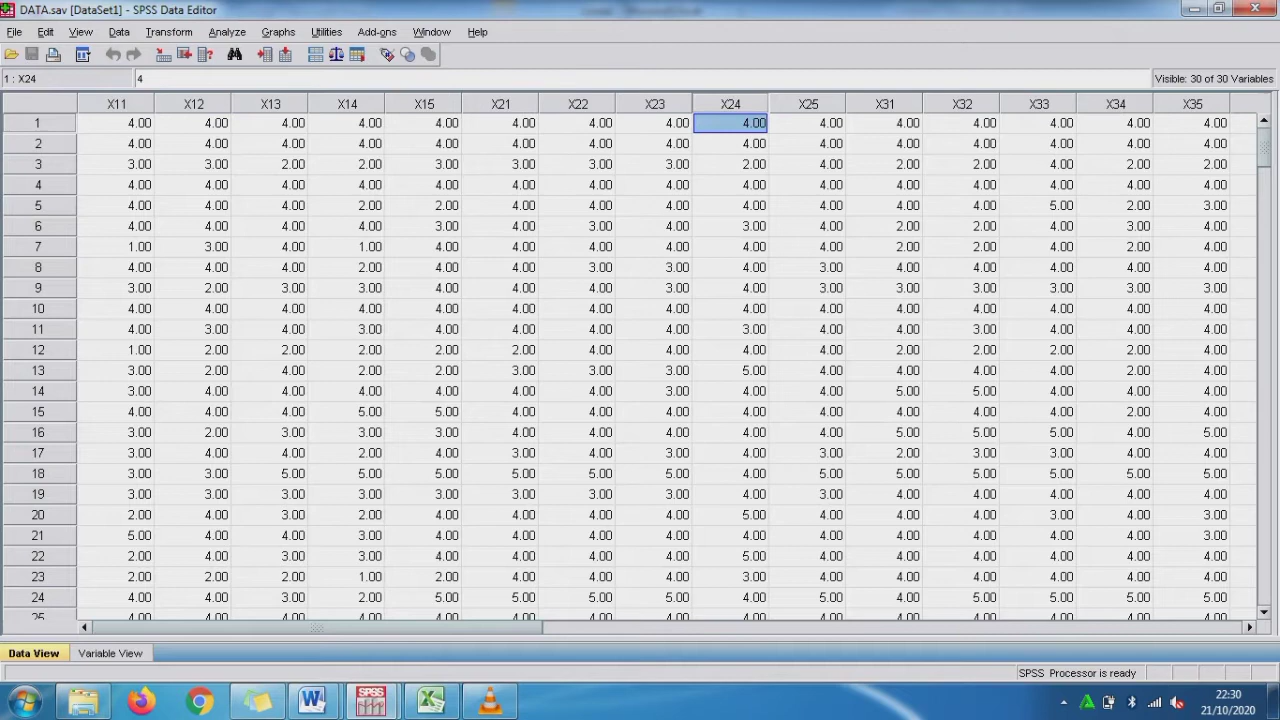 DATA.sav [DataSet1] - SPSS Data Editor
File Edit View Data Transform Analyze Graphs Utilities Add-ons Window Help
1 : X24 4 Visible: 30 of 30 Variables
X11 X12 X13 X14 X15 X21 X22 X23 X24 X25 X31 X32 X33 X34 X35
1 4.00 4.00 4.00 4.00 4.00 4.00 4.00 4.00 4.00 4.00 4.00 4.00 4.00 4.00 4.00
2 4.00 4.00 4.00 4.00 4.00 4.00 4.00 4.00 4.00 4.00 4.00 4.00 4.00 4.00 4.00
3 3.00 3.00 2.00 2.00 3.00 3.00 3.00 3.00 2.00 4.00 2.00 2.00 4.00 2.00 2.00
4 4.00 4.00 4.00 4.00 4.00 4.00 4.00 4.00 4.00 4.00 4.00 4.00 4.00 4.00 4.00
5 4.00 4.00 4.00 2.00 2.00 4.00 4.00 4.00 4.00 4.00 4.00 4.00 5.00 2.00 3.00
6 4.00 4.00 4.00 4.00 3.00 4.00 3.00 4.00 3.00 4.00 2.00 2.00 4.00 3.00 4.00
7 1.00 3.00 4.00 1.00 4.00 4.00 4.00 4.00 4.00 4.00 2.00 2.00 4.00 2.00 4.00
8 4.00 4.00 4.00 2.00 4.00 4.00 3.00 3.00 4.00 3.00 4.00 4.00 4.00 4.00 4.00
9 3.00 2.00 3.00 3.00 4.00 4.00 4.00 4.00 4.00 3.00 3.00 3.00 3.00 3.00 3.00
10 4.00 4.00 4.00 4.00 4.00 4.00 4.00 4.00 4.00 4.00 4.00 4.00 4.00 4.00 4.00
11 4.00 3.00 4.00 3.00 4.00 4.00 4.00 4.00 3.00 4.00 4.00 3.00 4.00 4.00 4.00
12 1.00 2.00 2.00 2.00 2.00 2.00 4.00 4.00 4.00 4.00 2.00 2.00 2.00 2.00 4.00
13 3.00 2.00 4.00 2.00 2.00 3.00 3.00 3.00 5.00 4.00 4.00 4.00 4.00 2.00 4.00
14 3.00 4.00 4.00 4.00 4.00 4.00 4.00 3.00 4.00 4.00 5.00 5.00 4.00 4.00 4.00
15 4.00 4.00 4.00 5.00 5.00 4.00 4.00 4.00 4.00 4.00 4.00 4.00 4.00 2.00 4.00
16 3.00 2.00 3.00 3.00 3.00 4.00 4.00 4.00 4.00 4.00 5.00 5.00 5.00 4.00 5.00
17 3.00 4.00 4.00 2.00 4.00 3.00 4.00 3.00 4.00 3.00 2.00 3.00 3.00 4.00 4.00
18 3.00 3.00 5.00 5.00 5.00 5.00 5.00 5.00 4.00 5.00 5.00 5.00 5.00 5.00 5.00
19 3.00 3.00 3.00 3.00 3.00 3.00 3.00 3.00 4.00 3.00 4.00 4.00 4.00 4.00 4.00
20 2.00 4.00 3.00 2.00 4.00 4.00 4.00 4.00 5.00 4.00 4.00 4.00 3.00 4.00 3.00
21 5.00 4.00 4.00 3.00 4.00 4.00 4.00 4.00 4.00 4.00 4.00 4.00 4.00 4.00 3.00
22 2.00 4.00 3.00 3.00 4.00 4.00 4.00 4.00 5.00 4.00 4.00 4.00 4.00 4.00 4.00
23 2.00 2.00 2.00 1.00 2.00 4.00 4.00 4.00 3.00 4.00 4.00 4.00 4.00 4.00 4.00
24 4.00 4.00 3.00 2.00 5.00 5.00 5.00 5.00 4.00 5.00 4.00 4.00 5.00 5.00 4.00
Data View Variable View
SPSS Processor is ready
22:30
21/10/2020